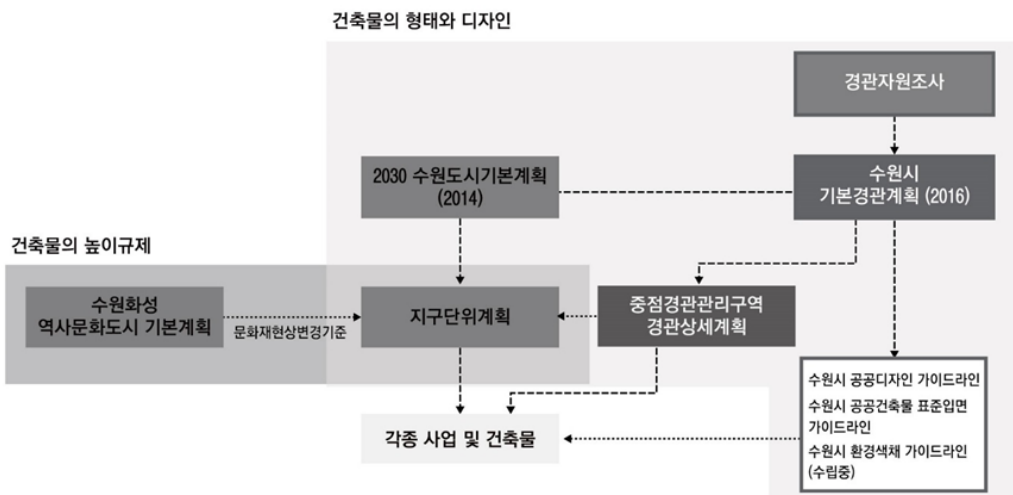 건축물의 형태와 디자인
경관자원조사
2030 수원도시기본계획
(2014)
수원시
기본경관계획 (2016)
건축물의 높이규제
수원화성
역사문화도시 기본계획
문화재현상변경기준
지구단위계획
중점경관관리구역
경관상세계획
각종 사업 및 건축물
수원시 공공디자인 가이드라인
수원시 공공건축물 표준입면
가이드라인
수원시 환경색채 가이드라인
(수립중)